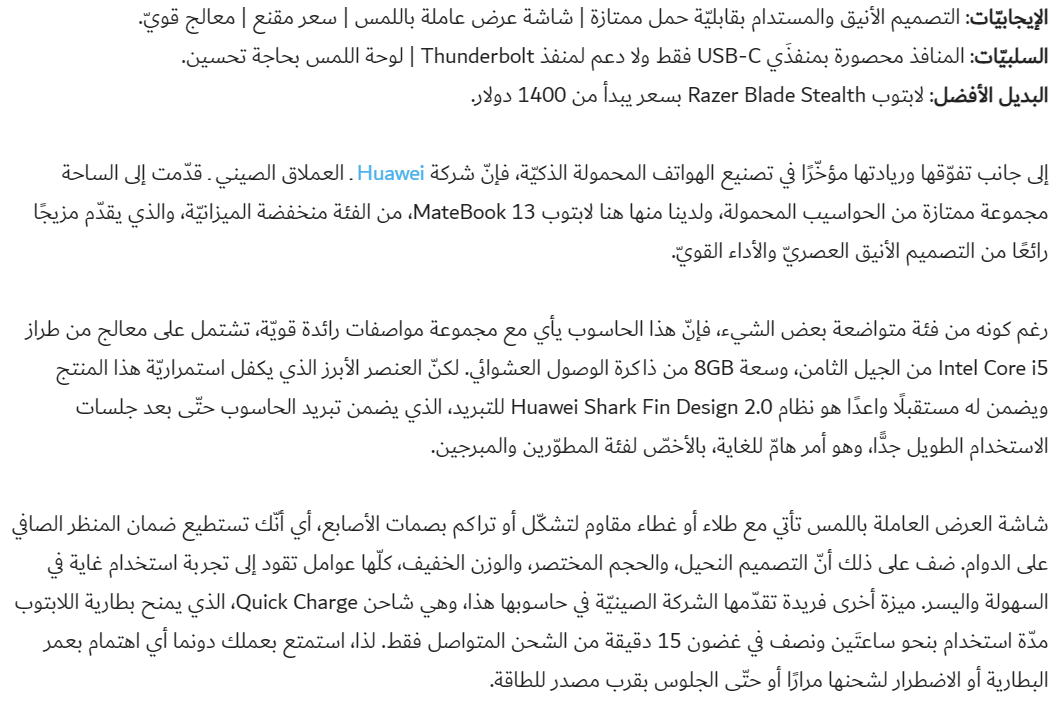 الإيجابيّات: التصميم الأنيق والمستدام بقابليّة حمل ممتازة | شاشة عرض عاملة باللمس | سعر مقنع | معالج قويّ.
السلبيّات: المنافذ محصورة بمنفذَي USB-C فقط ولا دعم لمنفذ Thunderbolt | لوحة اللمس بحاجة تحسين.
البديل الأفضل: لابتوب Razer Blade Stealth بسعر يبدأ من 1400 دولار.
إلى جانب تفوّقها وريادتها مؤخّرًا في تصنيع الهواتف المحمولة الذكيّة، فإنّ شركة Huawei ـ العملاق الصيني ـ قدّمت إلى الساحة
مجموعة ممتازة من الحواسيب المحمولة، ولدينا منها هنا لابتوب MateBook 13، من الفئة منخفضة الميزانيّة، والذي يقدّم مزيجًا
رائعًا من التصميم الأنيق العصريّ والأداء القويّ.
رغم كونه من فئة متواضعة بعض الشيء، فإنّ هذا الحاسوب يأي مع مجموعة مواصفات رائدة قويّة، تشتمل على معالج من طراز
Intel Core i5 من الجيل الثامن، وسعة 8GB من ذاكرة الوصول العشوائي. لكنّ العنصر الأبرز الذي يكفل استمراريّة هذا المنتج
ويضمن له مستقبلًا واعدًا هو نظام Huawei Shark Fin Design 2.0 للتبريد، الذي يضمن تبريد الحاسوب حتّى بعد جلسات
الاستخدام الطويل جدًّا، وهو أمر هامّ للغاية، بالأخصّ لفئة المطوّرين والمبرجين.
شاشة العرض العاملة باللمس تأتي مع طلاء أو غطاء مقاوم لتشكّل أو تراكم بصمات الأصابع، أي أنّك تستطيع ضمان المنظر الصافي
على الدوام. ضف على ذلك أنّ التصميم النحيل، والحجم المختصر، والوزن الخفيف، كلّها عوامل تقود إلى تجربة استخدام غاية في
السهولة واليسر. ميزة أخرى فريدة تقدّمها الشركة الصينيّة في حاسوبها هذا، وهي شاحن Quick Charge، الذي يمنح بطارية اللابتوب
مدّة استخدام بنحو ساعتَين ونصف في غضون 15 دقيقة من الشحن المتواصل فقط. لذا، استمتع بعملك دونما أي اهتمام بعمر
البطارية أو الاضطرار لشحنها مرارًا أو حتّى الجلوس بقرب مصدر للطاقة.